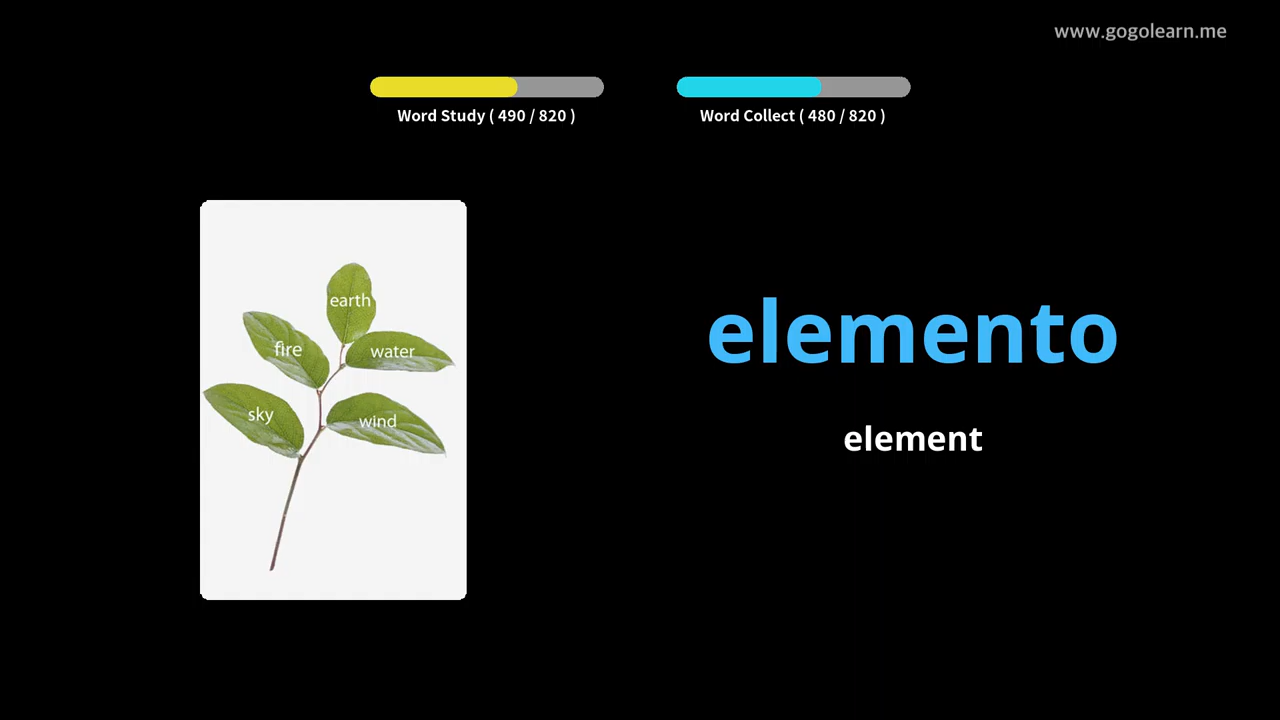 www.gogolearn.me
Word Study ( 490 / 820 )
Word Collect ( 480 / 820 )
earth
fire
water
sky
wind
elemento
element